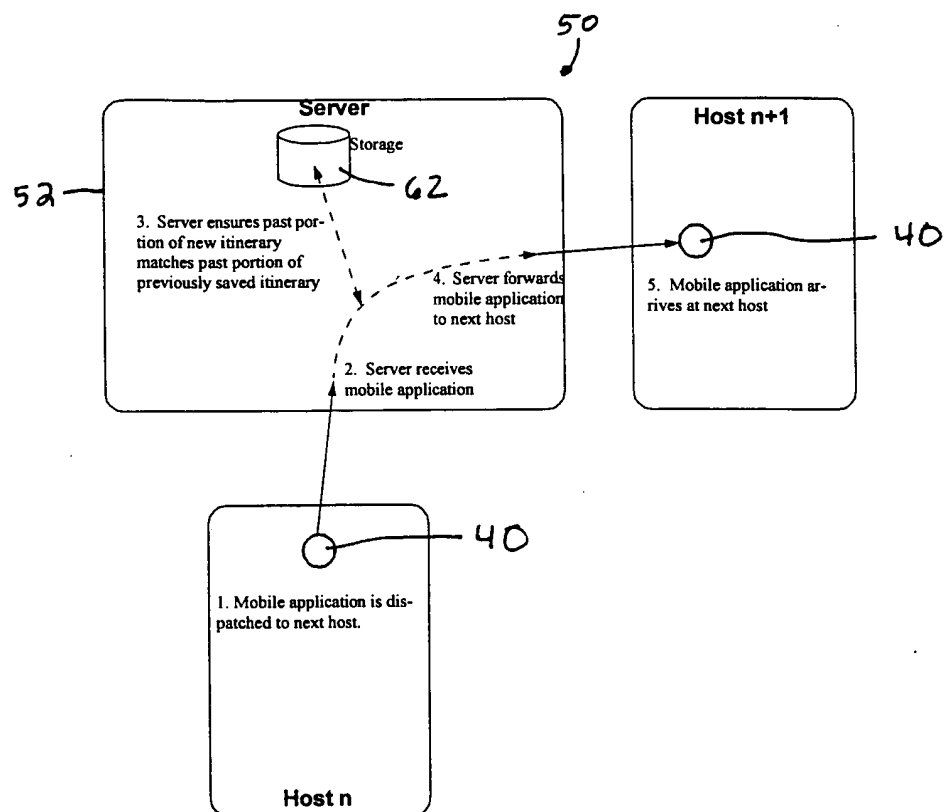 50
Server
Storage
62
52
3. Server ensures past por-
tion of new itinerary
matches past portion of
previously saved itinerary
4. Server forwards
mobile application
to next host
2. Server receives
mobile application
Host n+1
40
5. Mobile application ar-
rives at next host
40
1. Mobile application is dis-
patched to next host.
Host n